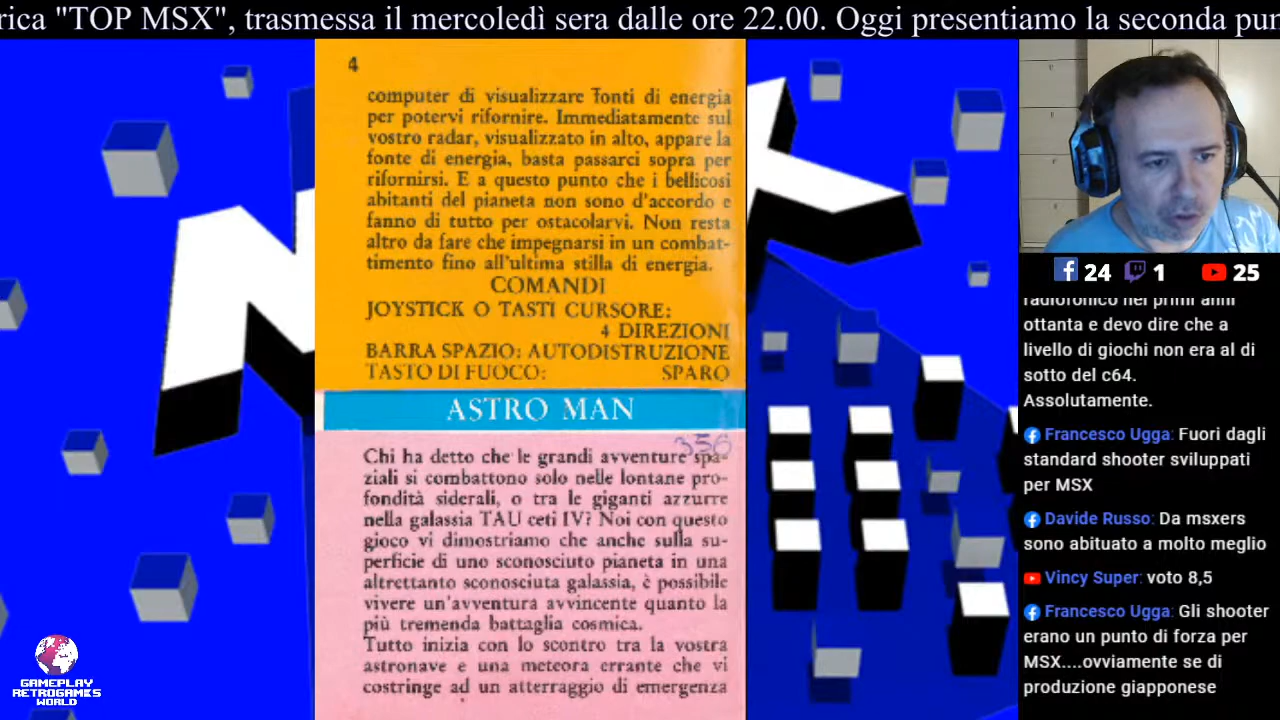 rica "TOP MSX", trasmessa il mercoledì sera dalle ore 22.00. Oggi presentiamo la seconda pun
4
computer di visualizzare fonti di energia
per potervi rifornire. Immediatamente sul
vostro radar, visualizzato in alto, appare la
fonte di energia, basta passarci sopra per
rifornirsi. E a questo punto che i bellicosi
abitanti del pianeta non sono d'accordo e
fanno di tutto per ostacolarvi. Non resta
altro da fare che impegnarsi in un combat-
timento fino all'ultima stilla di energia.
COMANDI
JOYSTICK O TASTI CURSORE:
4 DIREZIONI
BARRA SPAZIO: AUTODISTRUZIONE
TASTO DI FUOCO: SPARO
ASTRO MAN
356
Chi ha detto che le grandi avventure spa-
ziali si combattono solo nelle lontane pro-
fondità siderali, o tra le giganti azzurre
nella galassia TAU ceti IV? Noi con questo
gioco vi dimostriamo che anche sulla su-
perficie di uno sconosciuto pianeta in una
altrettanto sconosciuta galassia, è possibile
vivere un'avventura avvincente quanto la
più tremenda battaglia cosmica.
Tutto inizia con lo scontro tra la vostra
astronave e una meteora errante che vi
costringe ad un atterraggio di emergenza
24 1 25
radiofonico nei primi anni
ottanta e devo dire che a
livello di giochi non era al di
sotto del c64.
Assolutamente.
Francesco Ugga: Fuori dagli
standard shooter sviluppati
per MSX
Davide Russo: Da msxers
sono abituato a molto meglio
Vincy Super: voto 8,5
Francesco Ugga: Gli shooter
erano un punto di forza per
MSX....ovviamente se di
produzione giapponese
GAMEPLAY
RETROGAMES
WORLD